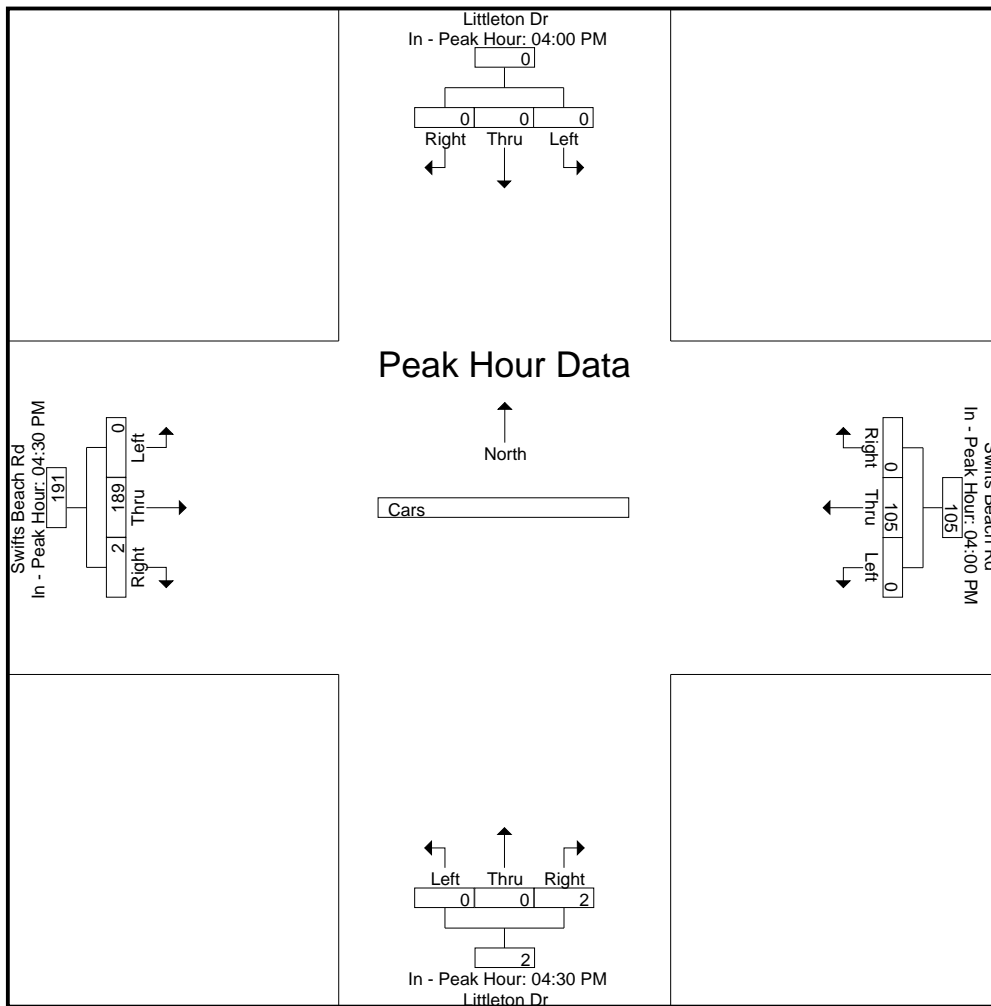 Littleton Dr
In - Peak Hour: 04:00 PM
0
0 0 0
Right Thru Left
Peak Hour Data
North
Cars
Swifts Beach Rd
In - Peak Hour: 04:30 PM
191
0 189 2
Left Thru Right
Swifts Beach Rd
In - Peak Hour: 04:00 PM
105
0 105 0
Right Thru Left
Left Thru Right
0 0 2
2
In - Peak Hour: 04:30 PM
Littleton Dr